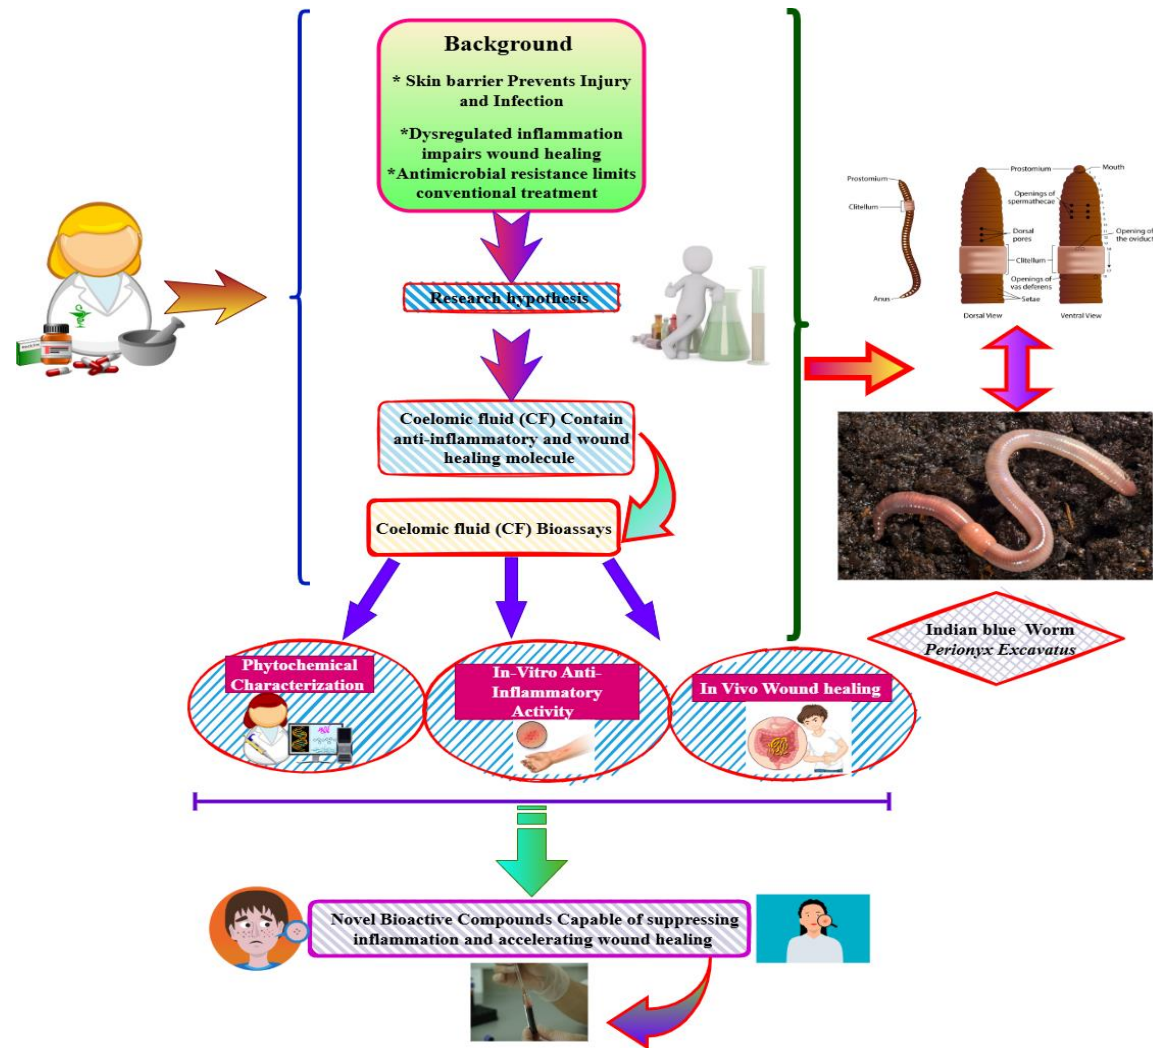 Background
* Skin barrier Prevents Injury
and Infection
*Dysregulated inflammation
impairs wound healing
*Antimicrobial resistance limits
conventional treatment
Research hypothesis
Coelomic fluid (CF) Contain
anti-inflammatory and wound
healing molecule
Coelomic fluid (CF) Bioassays
Phytochemical
Characterization
In-Vitro Anti-
Inflammatory
Activity
In Vivo Wound healing
Novel Bioactive Compounds Capable of suppressing
inflammation and accelerating wound healing
Prostomium
Clitellum
Anus
Prostomium
Mouth
Openings of
spermathecae
Dorsal
pores
Opening of
the oviduct
Clitellum
Openings of
vas deferens
Setae
Dorsal View
Ventral View
Indian blue Worm
Perionyx Excavatus